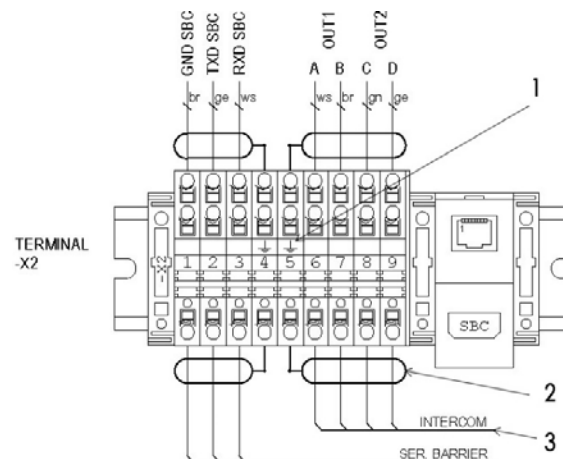 GND SBC
TXD SBC
RXD SBC
OUT1
OUT2
A B C D
br ge ws ws br gn ge
1
TERMINAL
-X2
-X2
1 2 3 4 5 6 7 8 9
1
SBC
2
INTERCOM
3
SER. BARRIER